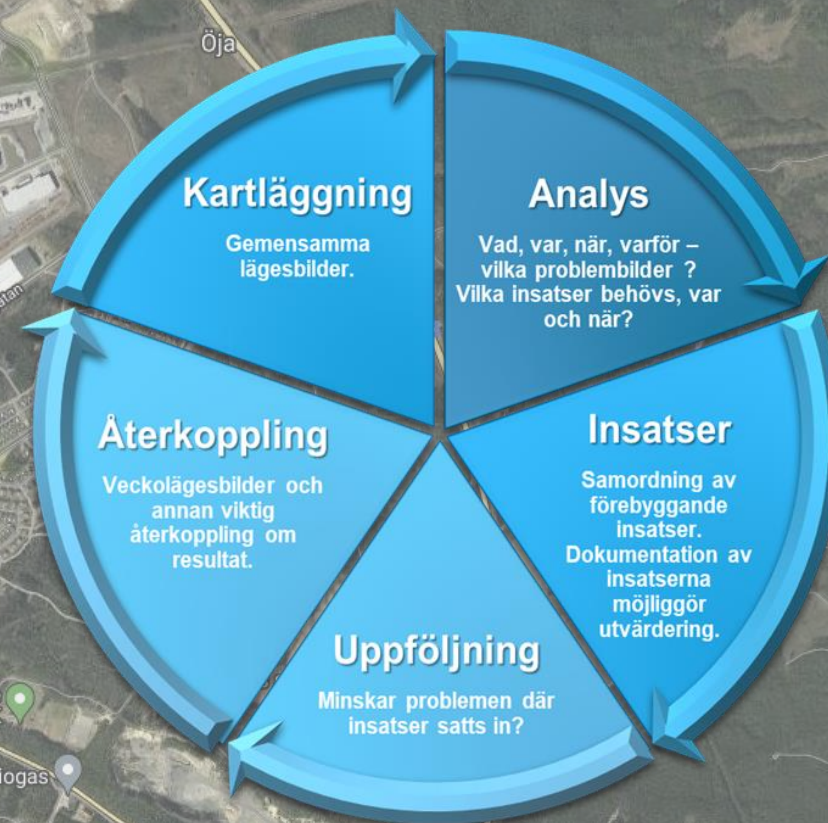 Öja
Kartläggning
Gemensamma
lägesbilder.
Analys
Vad, var, när, varför –
vilka problembilder ?
Vilka insatser behövs, var
och när?
Insatser
Samordning av
förebyggande
insatser.
Dokumentation av
insatserna
möjliggör
utvärdering.
Uppföljning
Minskar problemen där
insatser satts in?
Återkoppling
Veckolägesbilder och
annan viktig
återkoppling om
resultat.